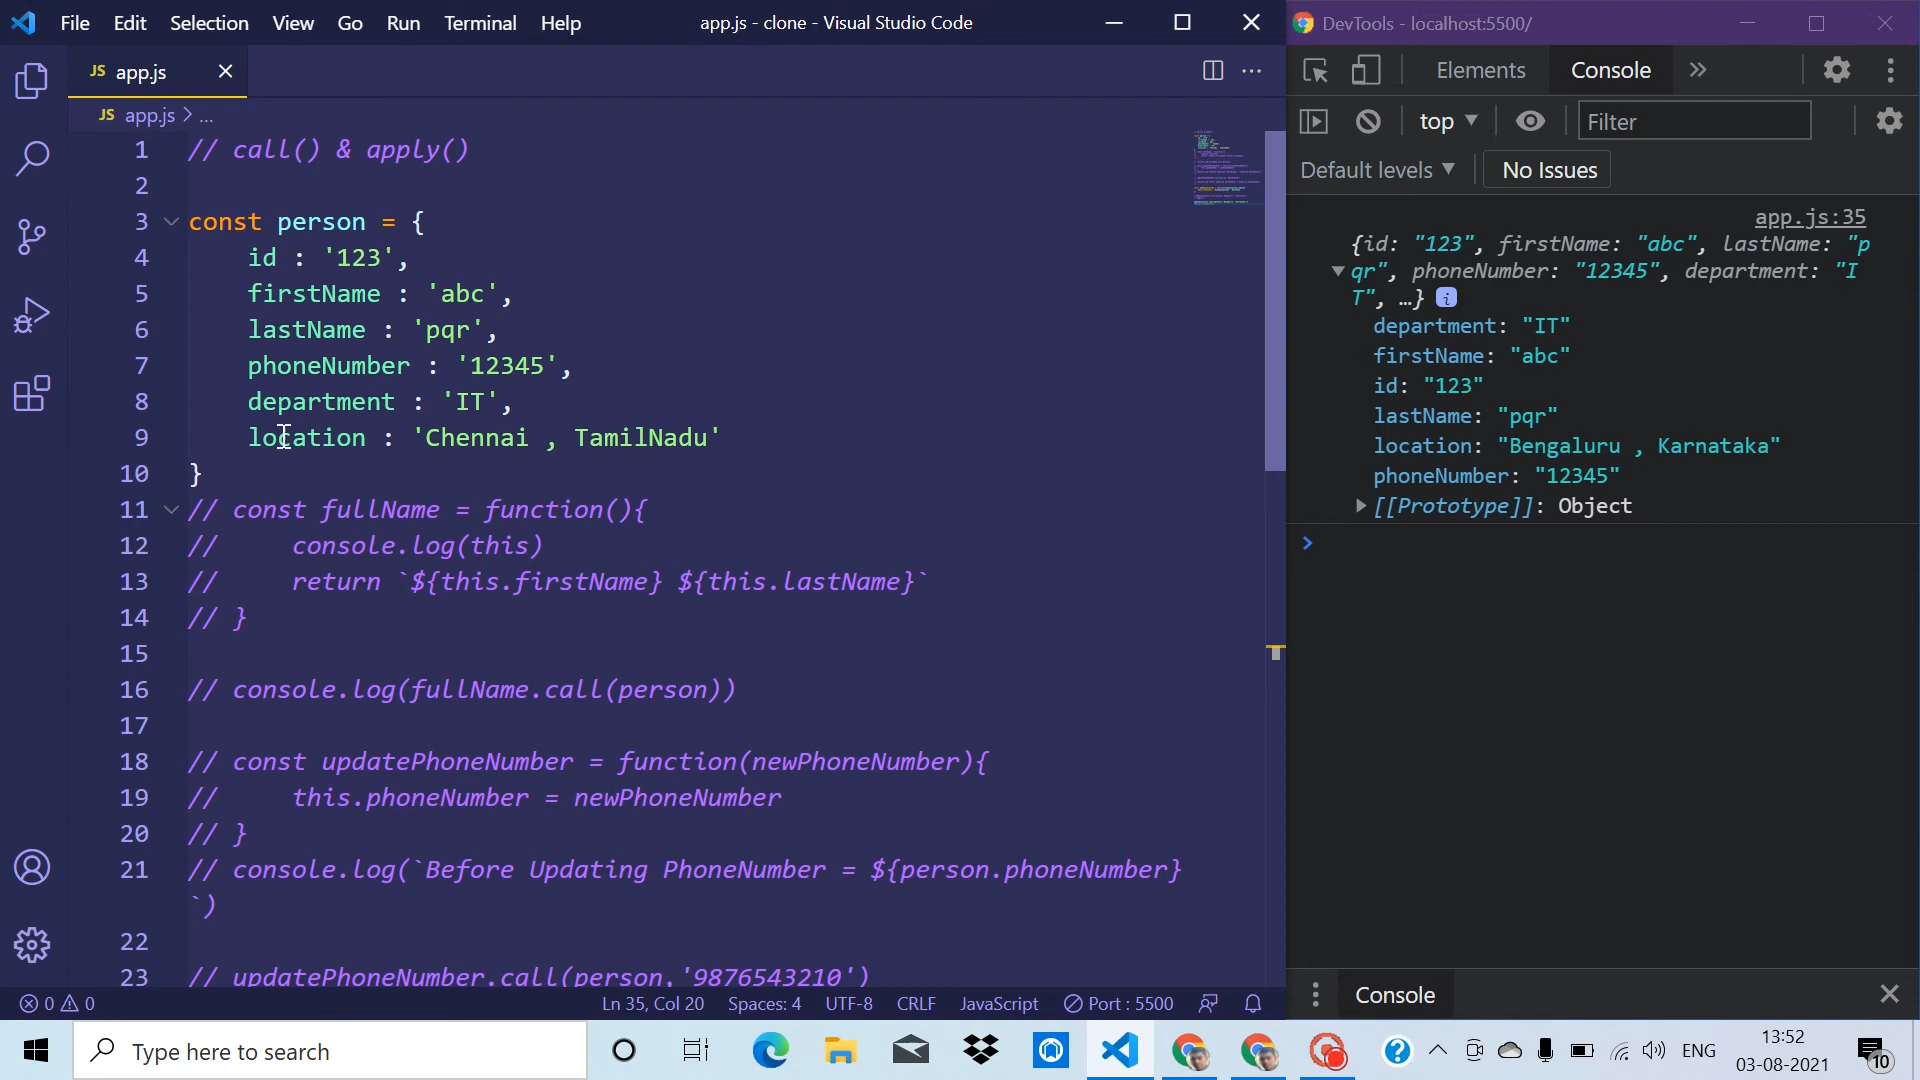 File Edit Selection View Go Run Terminal Help
app.js - clone - Visual Studio Code
JS app.js
JS app.js > ...
1 // call() & apply()
2
3 const person = {
4 id : '123',
5 firstName : 'abc',
6 lastName : 'pqr',
7 phoneNumber : '12345',
8 department : 'IT',
9 location : 'Chennai , TamilNadu'
10 }
11 // const fullName = function(){
12 // console.log(this)
13 // return `${this.firstName} ${this.lastName}`
14 // }
15
16 // console.log(fullName.call(person))
17
18 // const updatePhoneNumber = function(newPhoneNumber){
19 // this.phoneNumber = newPhoneNumber
20 // }
21 // console.log(`Before Updating PhoneNumber = ${person.phoneNumber}
`)
22
23 // updatePhoneNumber.call(person,'9876543210')
0 0 Ln 35, Col 20 Spaces: 4 UTF-8 CRLF JavaScript Port : 5500
DevTools - localhost:5500/
Elements Console
top Filter
Default levels No Issues
app.js:35
{id: "123", firstName: "abc", lastName: "p
qr", phoneNumber: "12345", department: "I
T", …} i
department: "IT"
firstName: "abc"
id: "123"
lastName: "pqr"
location: "Bengaluru , Karnataka"
phoneNumber: "12345"
[[Prototype]]: Object
>
Console
Type here to search
ENG
13:52
03-08-2021
10